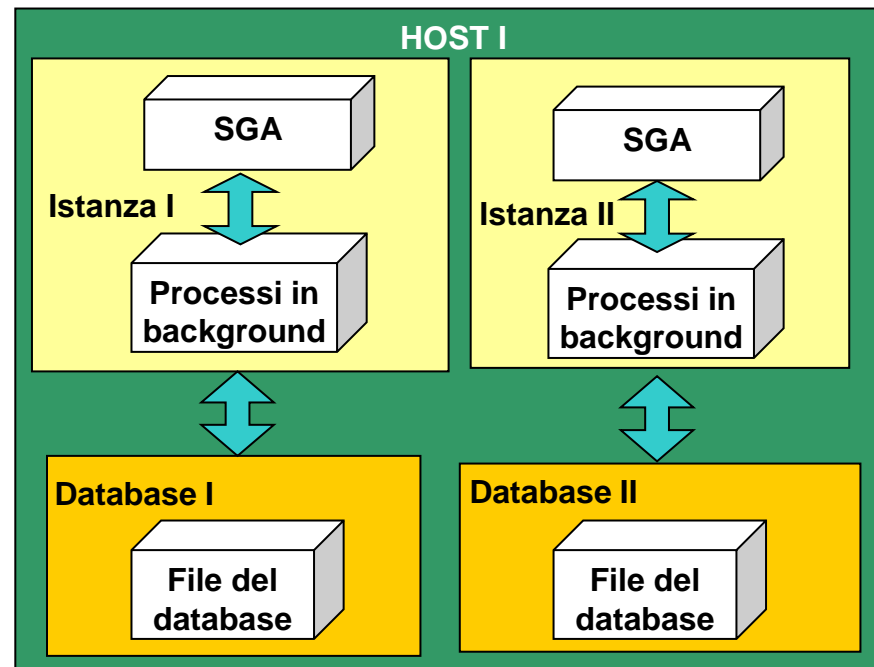 HOST I
SGA
Istanza I
Processi in
background
Database I
File del
database
SGA
Istanza II
Processi in
background
Database II
File del
database